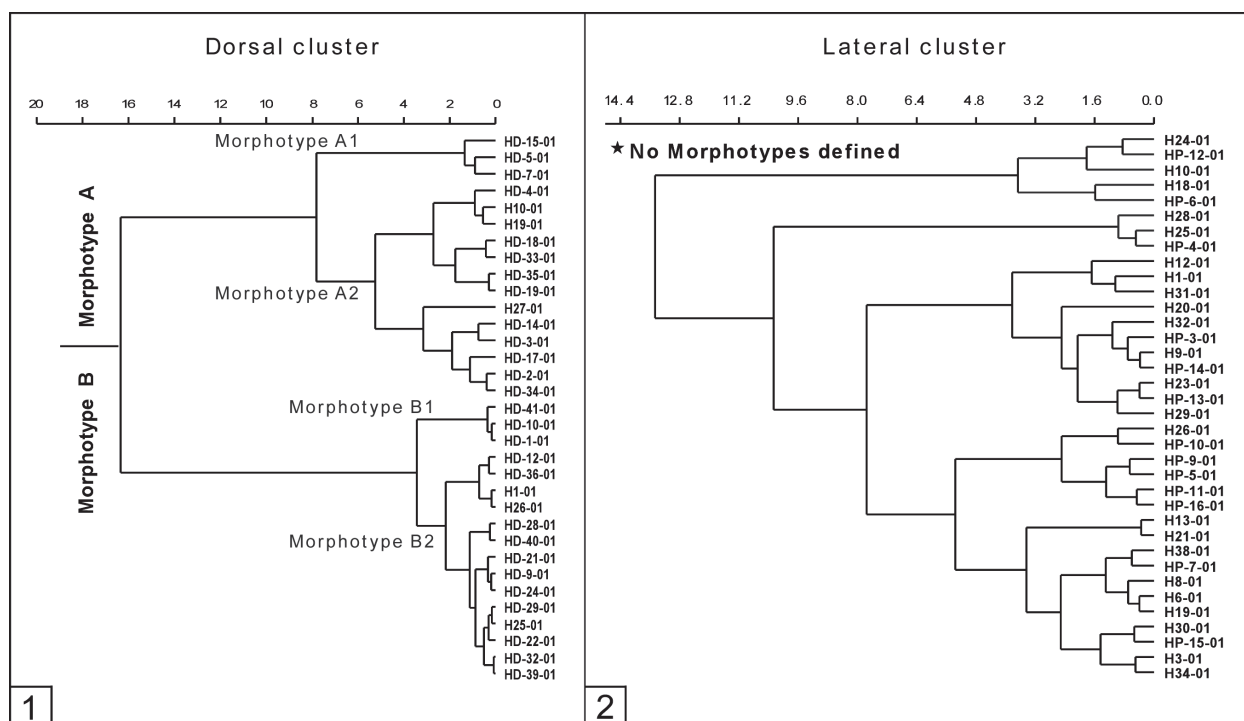 Dorsal cluster
20 18 16 14 12 10 8 6 4 2 0
Morphotype A
Morphotype B
Morphotype A1
Morphotype A2
Morphotype B1
Morphotype B2
HD-15-01
HD-5-01
HD-7-01
HD-4-01
H10-01
H19-01
HD-18-01
HD-33-01
HD-35-01
HD-19-01
H27-01
HD-14-01
HD-3-01
HD-17-01
HD-2-01
HD-34-01
HD-41-01
HD-10-01
HD-1-01
HD-12-01
HD-36-01
H1-01
H26-01
HD-28-01
HD-40-01
HD-21-01
HD-9-01
HD-24-01
HD-29-01
H25-01
HD-22-01
HD-32-01
HD-39-01
1
Lateral cluster
14.4 12.8 11.2 9.6 8.0 6.4 4.8 3.2 1.6 0.0
★ No Morphotypes defined
H24-01
HP-12-01
H10-01
H18-01
HP-6-01
H28-01
H25-01
HP-4-01
H12-01
H1-01
H31-01
H20-01
H32-01
HP-3-01
H9-01
HP-14-01
H23-01
HP-13-01
H29-01
H26-01
HP-10-01
HP-9-01
HP-5-01
HP-11-01
HP-16-01
H13-01
H21-01
H38-01
HP-7-01
H8-01
H6-01
H19-01
H30-01
HP-15-01
H3-01
H34-01
2